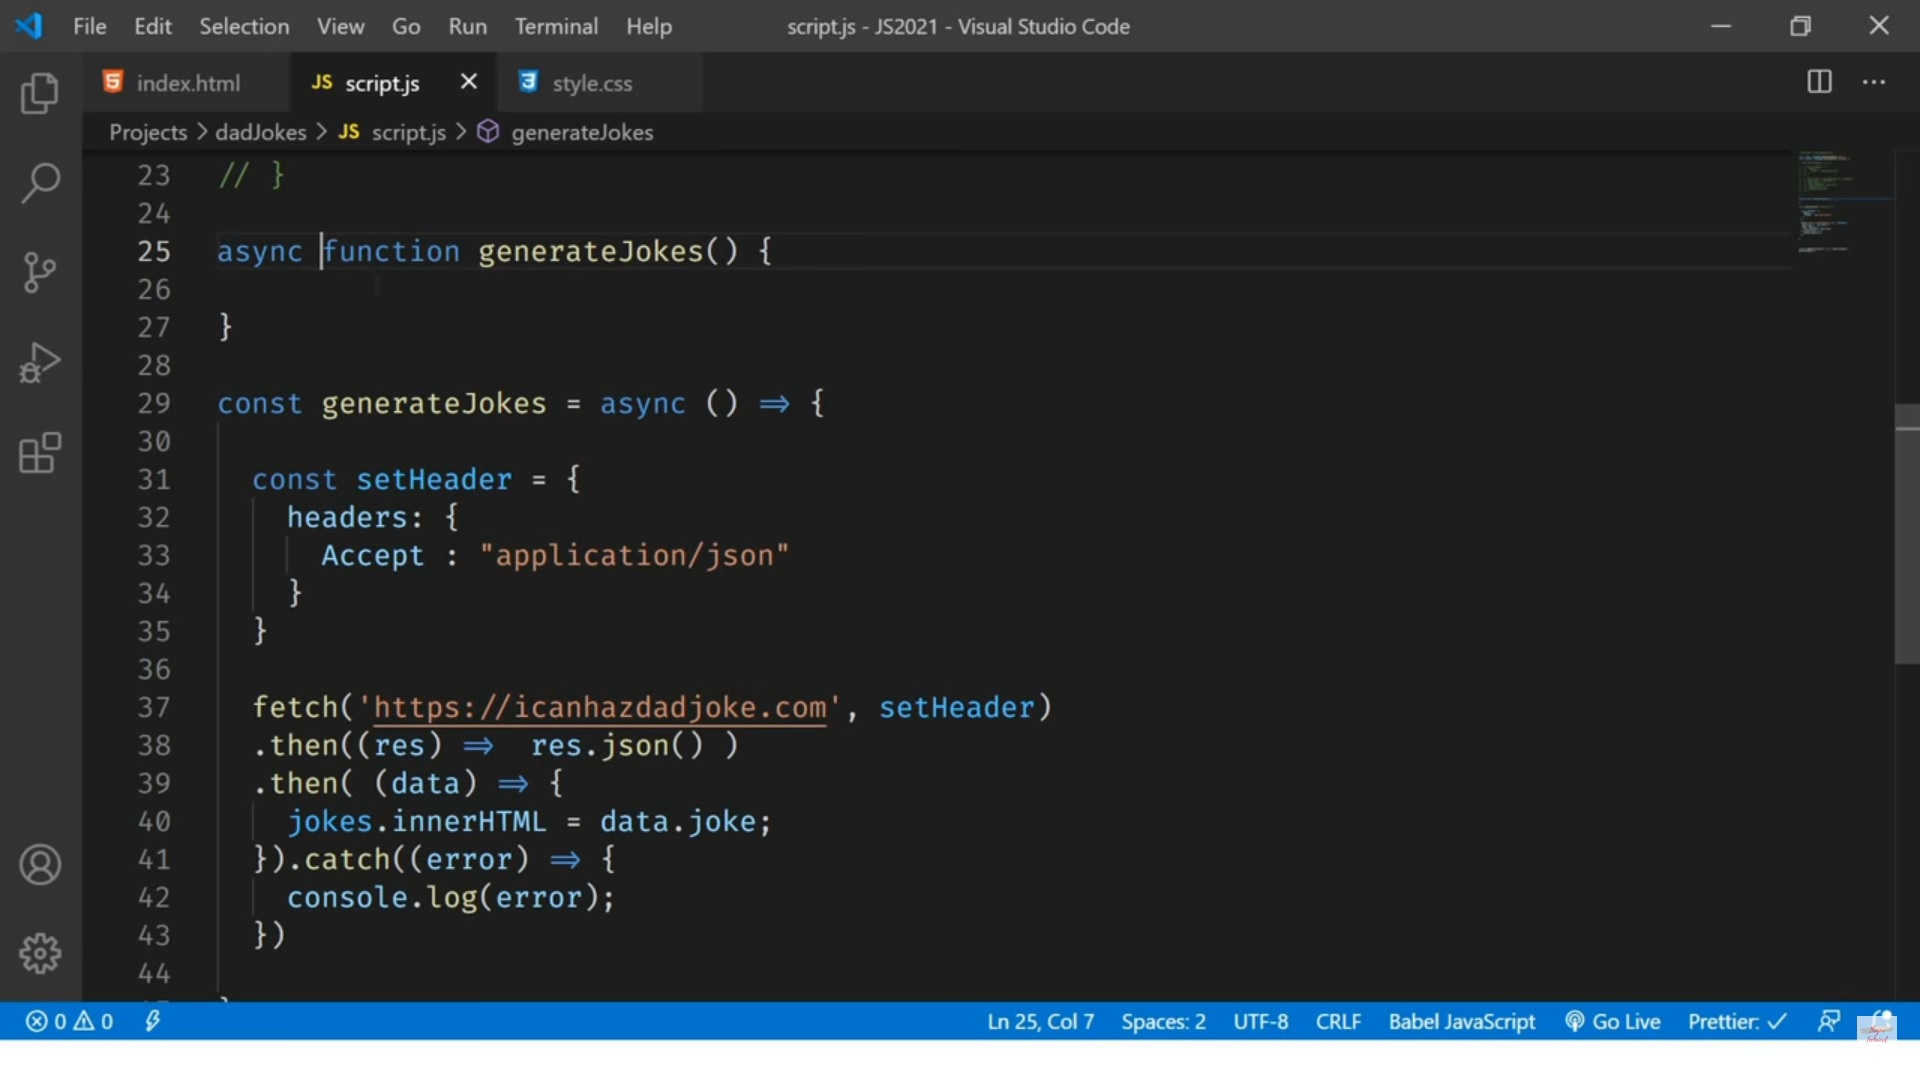 File Edit Selection View Go Run Terminal Help script.js - JS2021 - Visual Studio Code
index.html JS script.js style.css
Projects > dadJokes > JS script.js > generateJokes
23 // }
24
25 async function generateJokes() {
26
27 }
28
29 const generateJokes = async () => {
30
31 const setHeader = {
32 headers: {
33 Accept : "application/json"
34 }
35 }
36
37 fetch('https://icanhazdadjoke.com', setHeader)
38 .then((res) => res.json() )
39 .then( (data) => {
40 jokes.innerHTML = data.joke;
41 }).catch((error) => {
42 console.log(error);
43 })
44
0 0 Ln 25, Col 7 Spaces: 2 UTF-8 CRLF Babel JavaScript Go Live Prettier: ✓